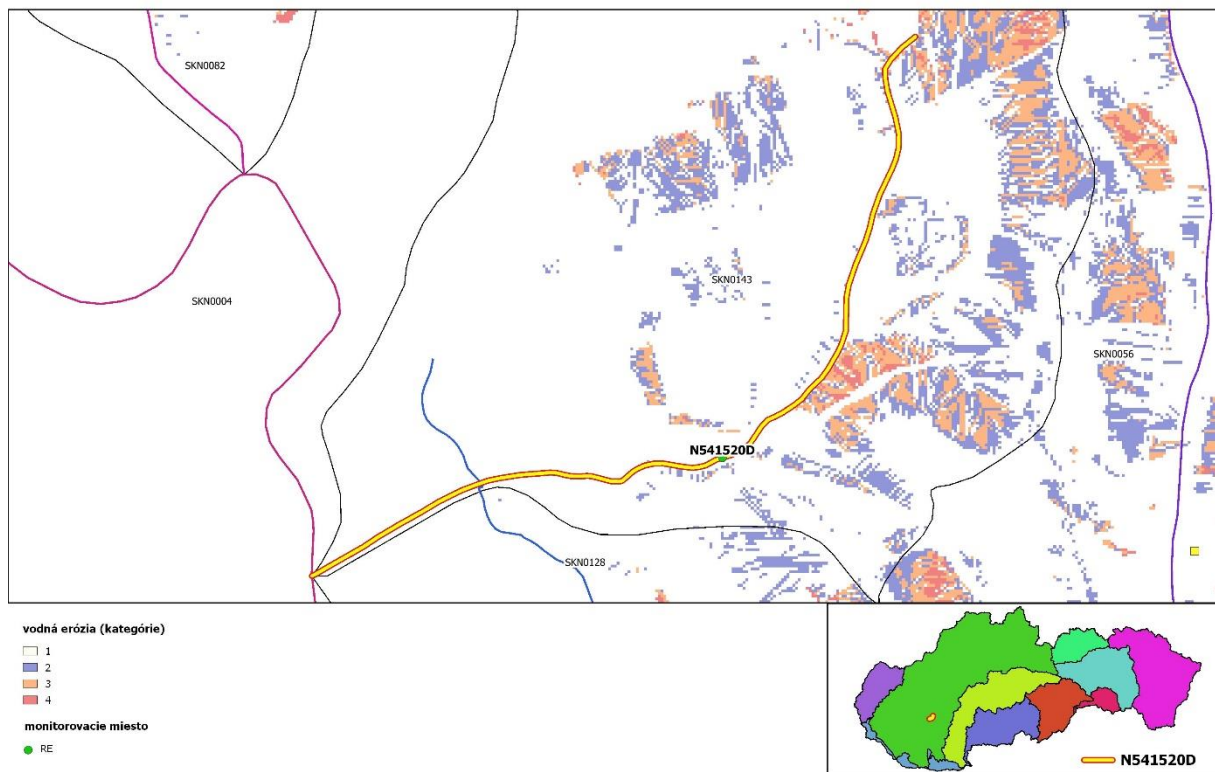 SKN0082
SKN0004
SKN0143
SKN0056
N541520D
SKN0128
vodná erózia (kategórie)
1
2
3
4
monitorovacie miesto
RE
N541520D